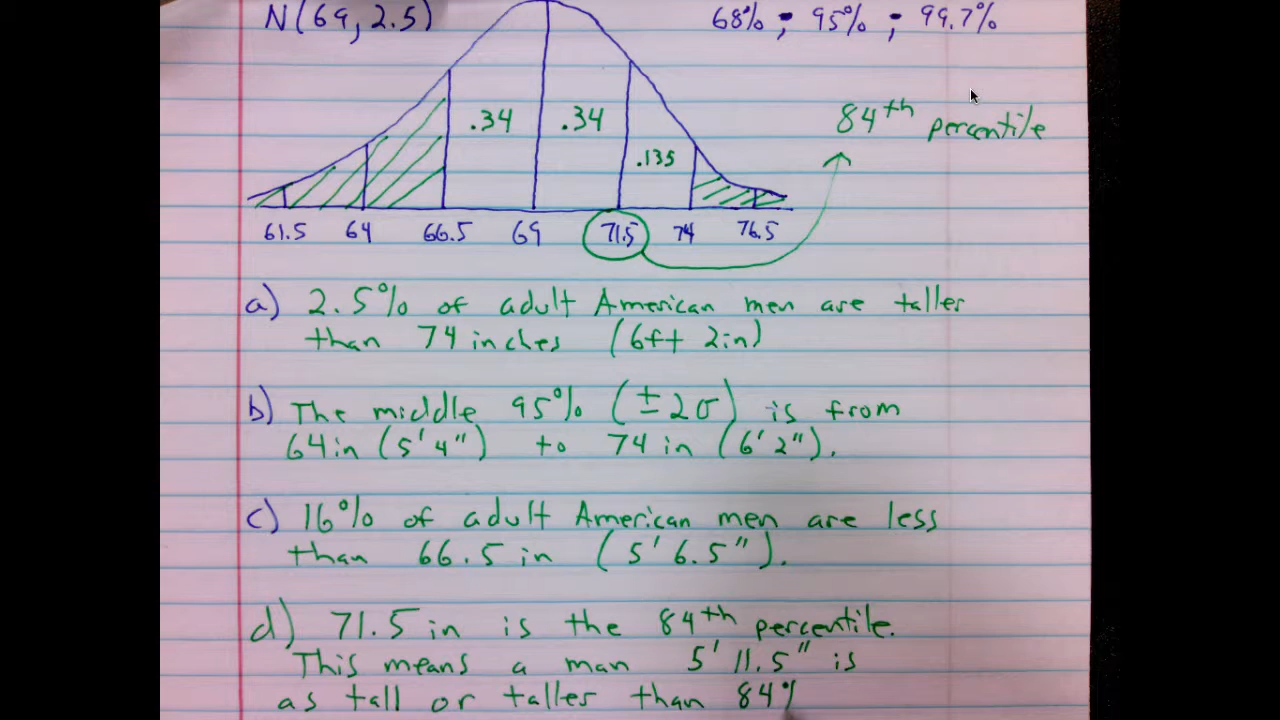 N(69, 2.5)
68% ; 95% ; 99.7%
84th percentile
.34 .34
.135
61.5 64 66.5 69 71.5 74 76.5
a) 2.5% of adult American men are taller
than 74 inches (6ft 2in)
b) The middle 95% (±2σ) is from
64in (5' 4") to 74 in (6' 2").
c) 16% of adult American men are less
than 66.5 in (5' 6.5").
d) 71.5 in is the 84th percentile.
This means a man 5' 11.5" is
as tall or taller than 84%